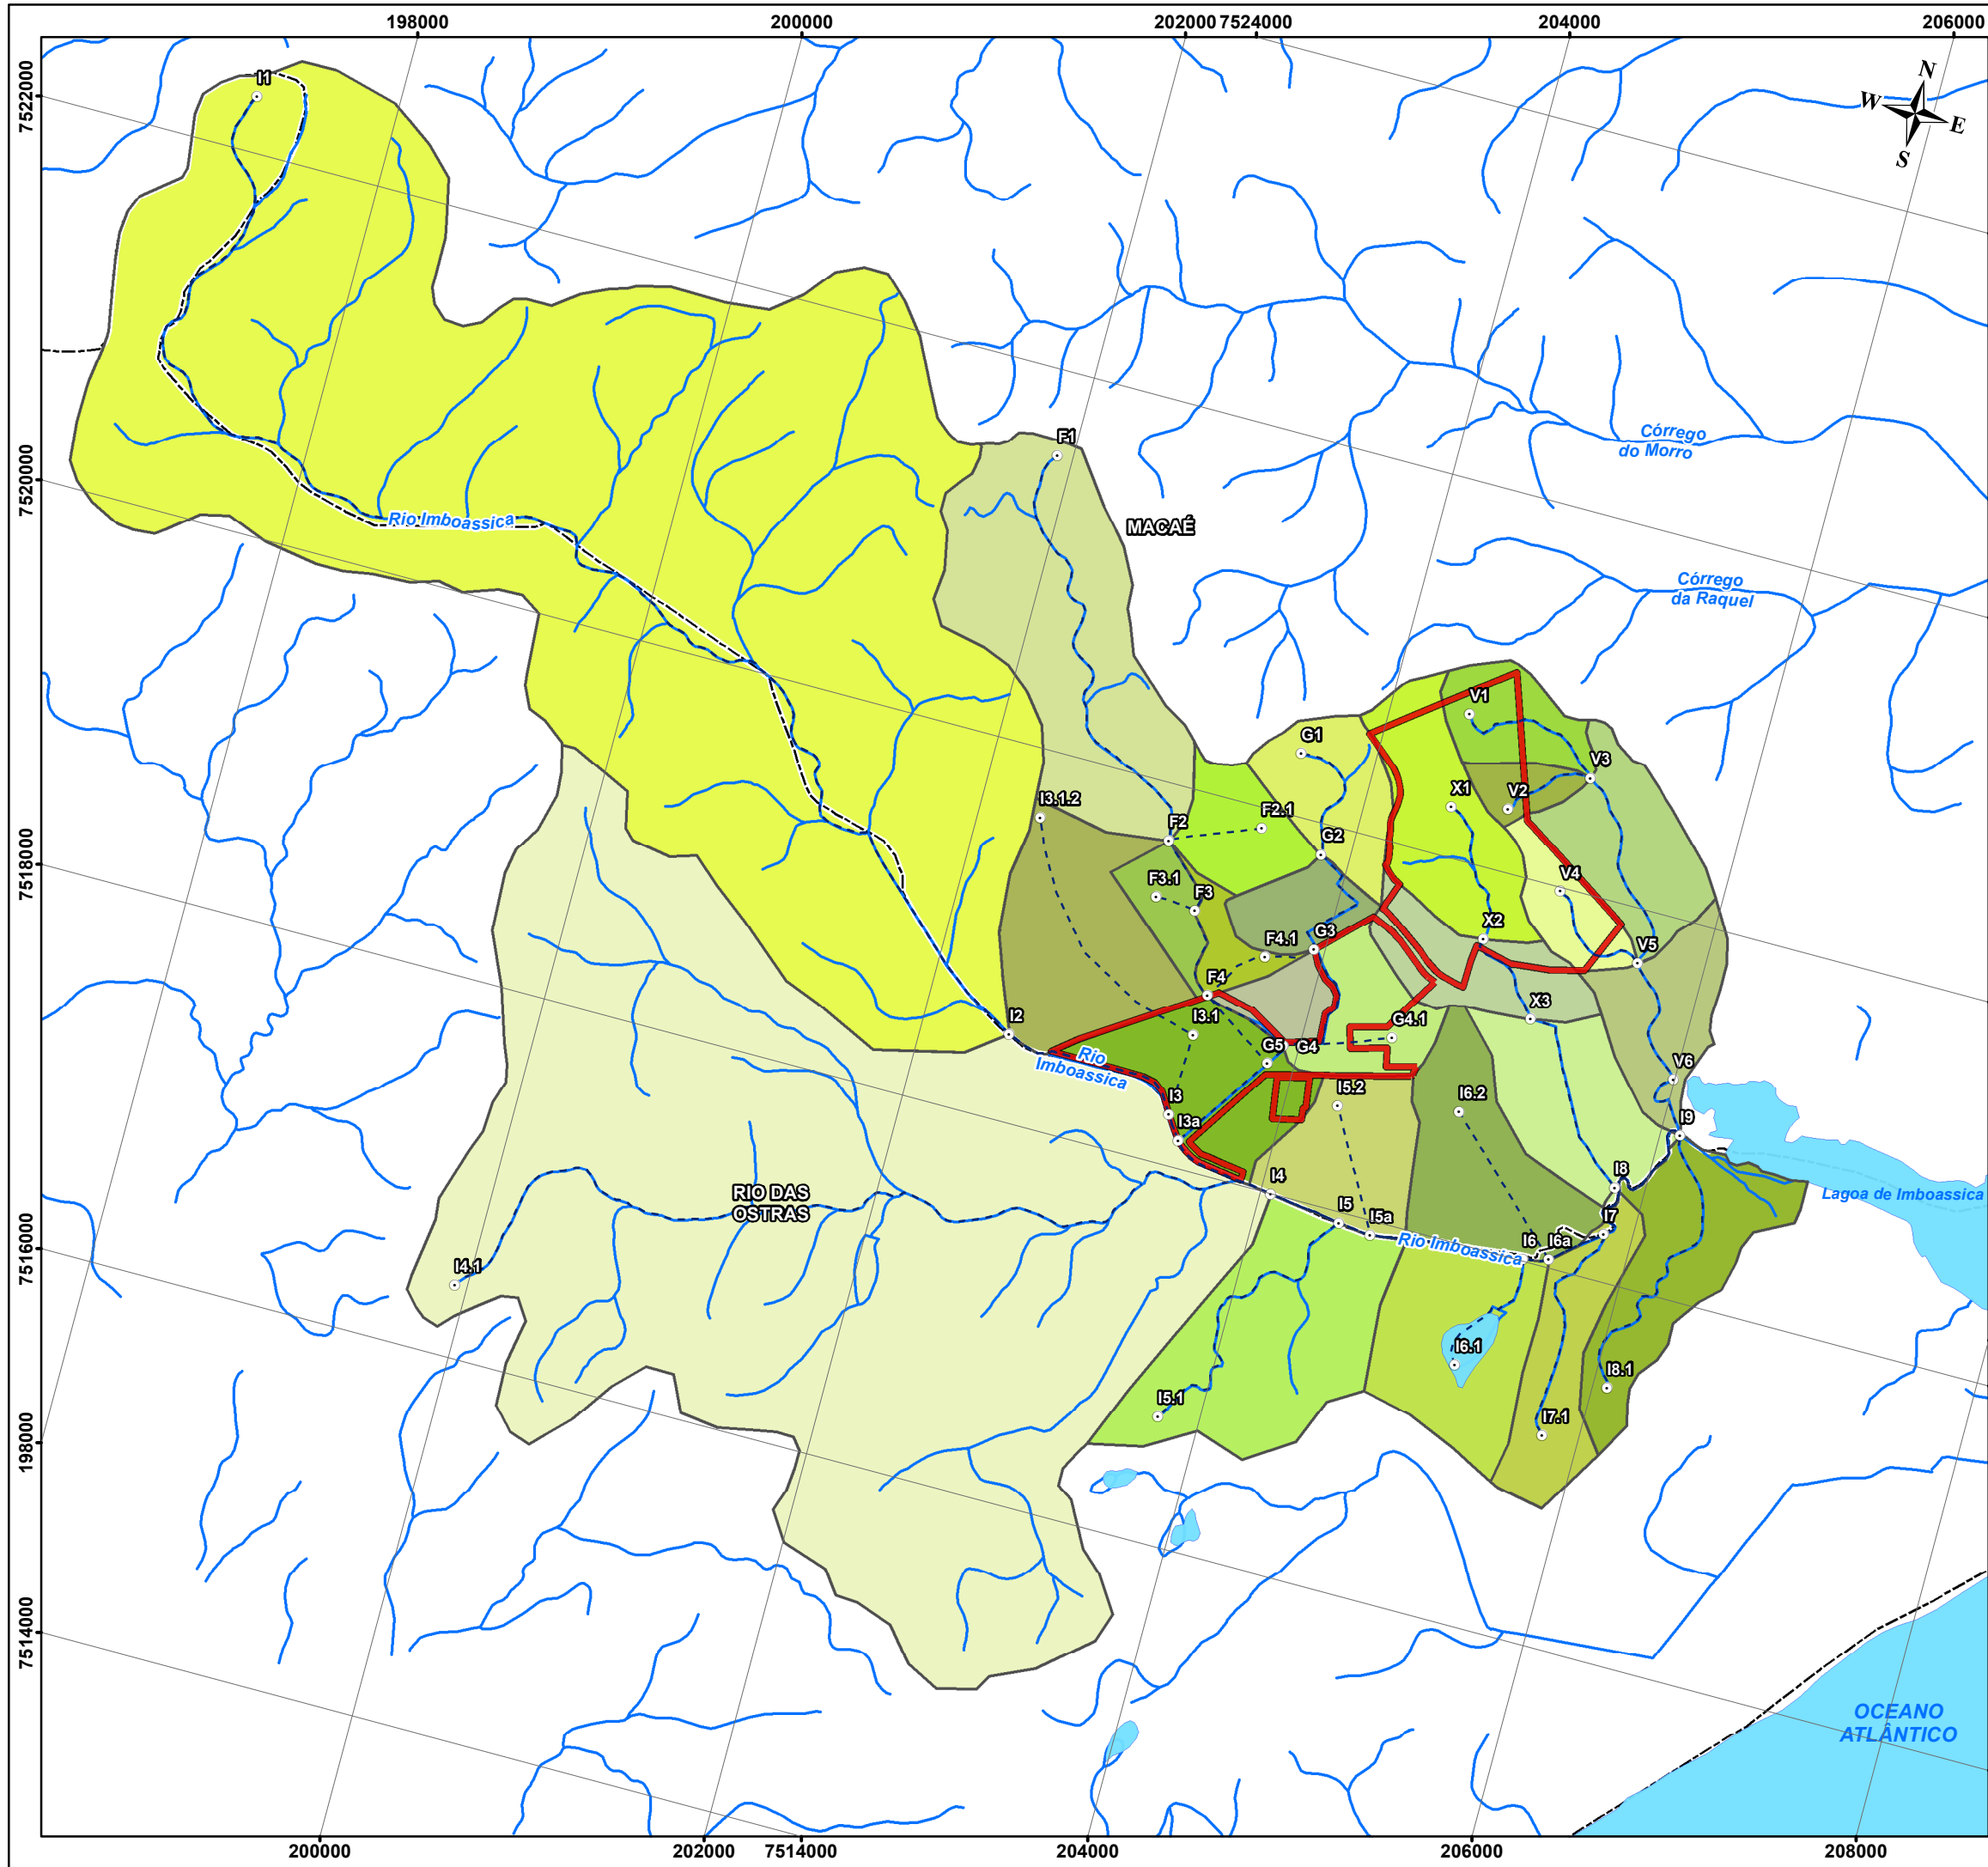 198000
200000
202000
7524000
204000
206000
7522000
7520000
7518000
7516000
198000
7514000
N
W
E
S
I1
Córrego
do Morro
F1
Rio Imboassica
MACAÉ
Córrego
da Raquel
V1
G1
V3
I3.1.2
X1
V2
F2
F2.1
G2
F3.1
F3
V4
X2
F4.1
G3
V5
F4
I2
I3.1
X3
G4.1
Rio
Imboassica
G5
G4
V6
I3
I5.2
I6.2
I3a
I9
RIO DAS
OSTRAS
I4
I8
Lagoa de Imboassica
I5
I5a
I7
Rio Imboassica
I6
I6a
I4.1
I6.1
I8.1
I5.1
I7.1
OCEANO
ATLÂNTICO
200000
202000
7514000
204000
206000
208000